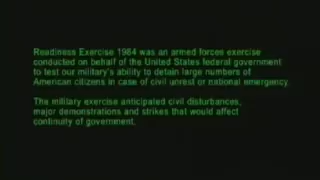 Readiness Exercise 1984 was an armed forces exercise
conducted on behalf of the United States federal government
to test our military's ability to detain large numbers of
American citizens in case of civil unrest or national emergency.
The military exercise anticipated civil disturbances,
major demonstrations and strikes that would affect
continuity of government.